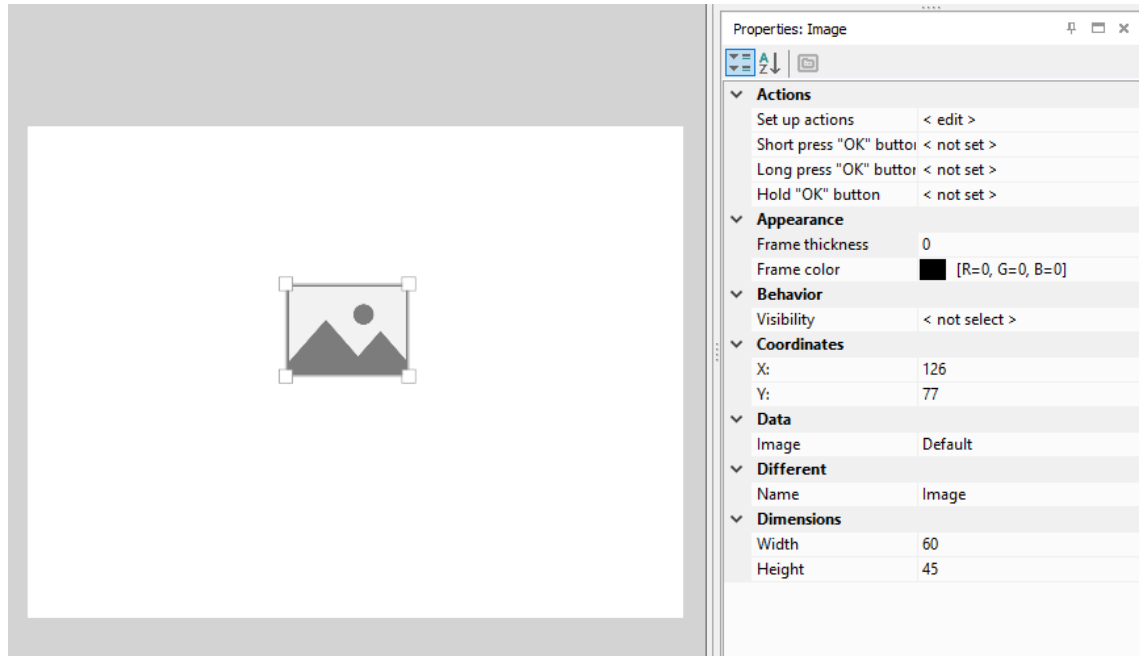 Properties: Image
Actions
Set up actions < edit >
Short press "OK" butto < not set >
Long press "OK" button < not set >
Hold "OK" button < not set >
Appearance
Frame thickness 0
Frame color [R=0, G=0, B=0]
Behavior
Visibility < not select >
Coordinates
X: 126
Y: 77
Data
Image Default
Different
Name Image
Dimensions
Width 60
Height 45